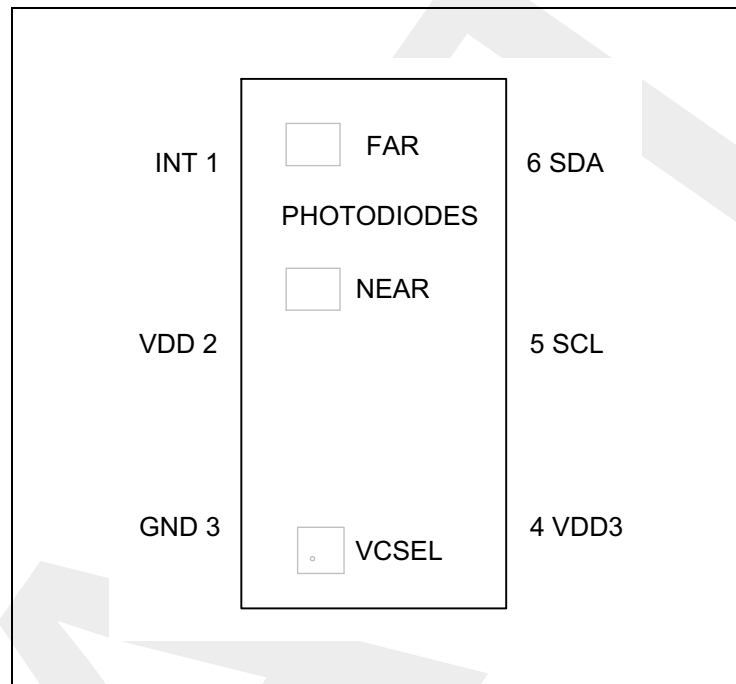 INT 1
FAR
6 SDA
PHOTODIODES
NEAR
VDD 2
5 SCL
GND 3
4 VDD3
VCSEL